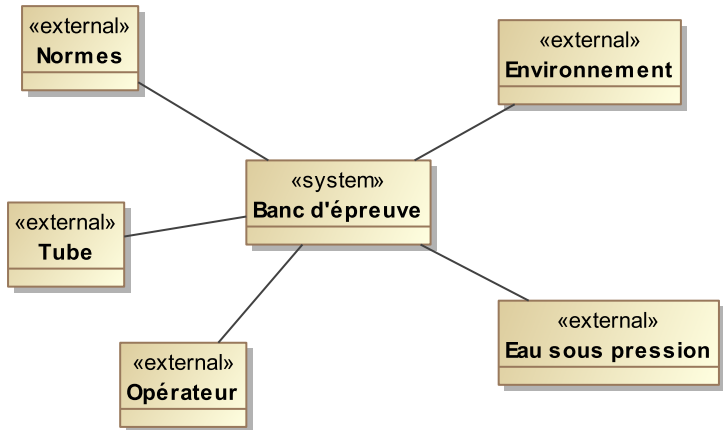 «external»
Normes
«external»
Environnement
«system»
Banc d'épreuve
«external»
Tube
«external»
Eau sous pression
«external»
Opérateur